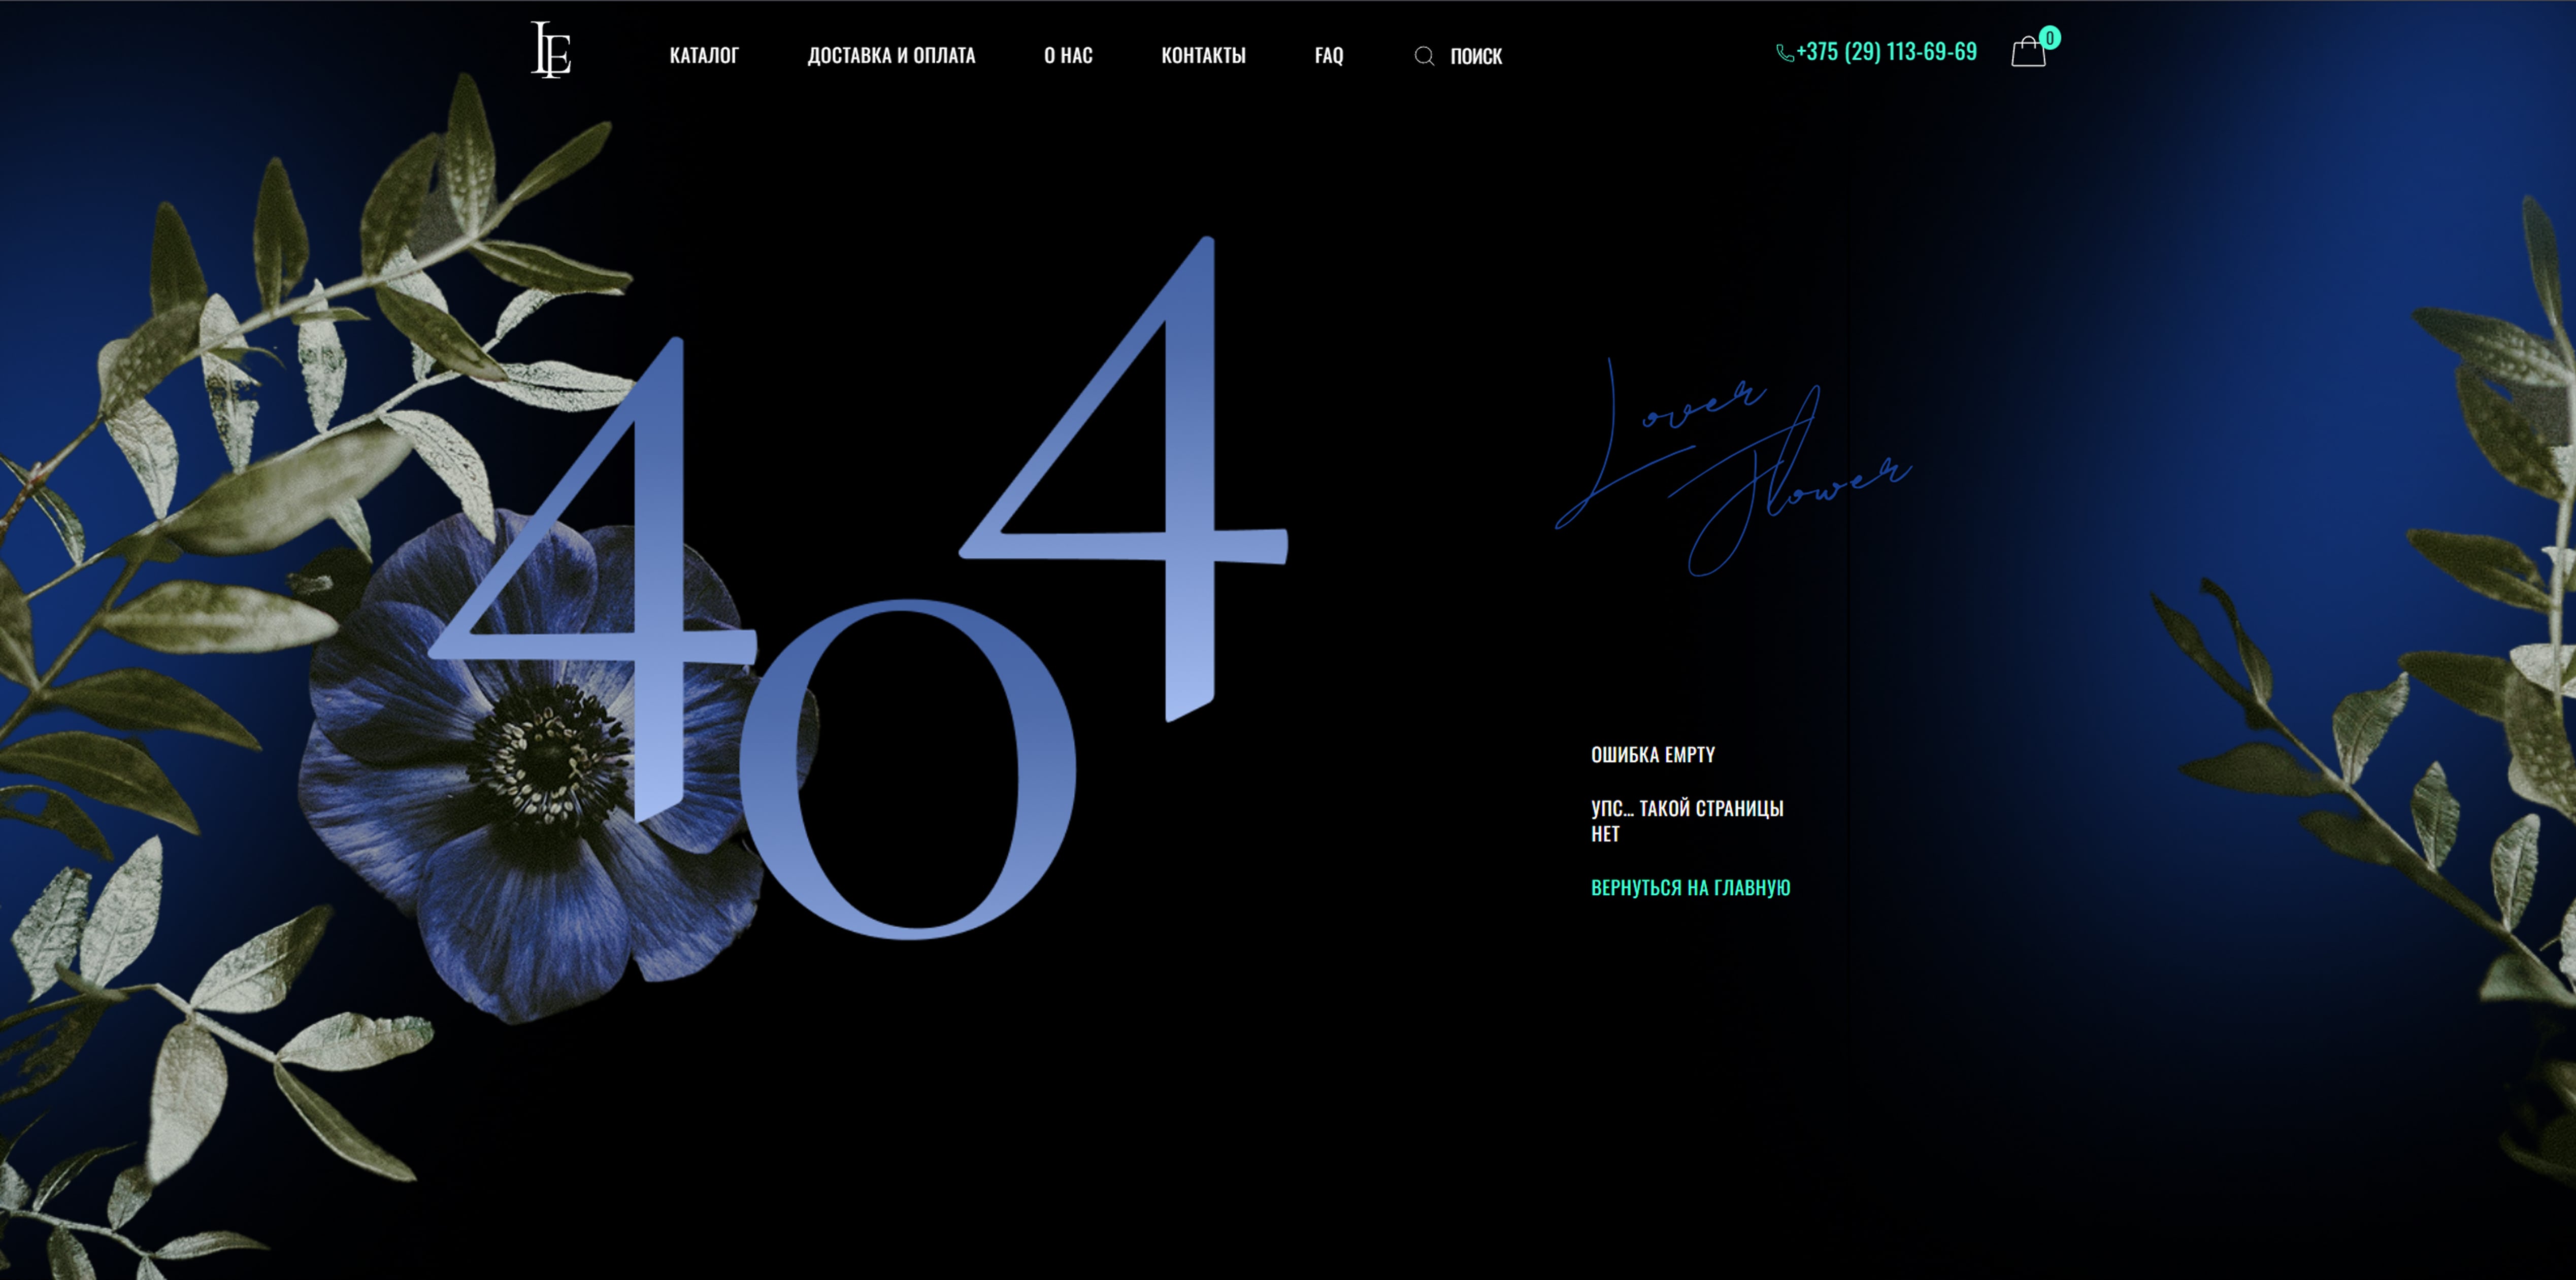 LE
КАТАЛОГ
ДОСТАВКА И ОПЛАТА
О НАС
КОНТАКТЫ
FAQ
ПОИСК
+375 (29) 113-69-69
0
404
Lover
Flower
ОШИБКА EMPTY
УПС... ТАКОЙ СТРАНИЦЫ
НЕТ
ВЕРНУТЬСЯ НА ГЛАВНУЮ